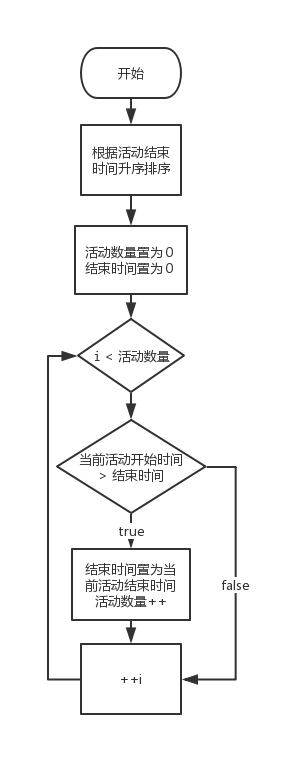 开始
根据活动结束
时间升序排序
活动数量置为0
结束时间置为0
i < 活动数量
当前活动开始时间
> 结束时间
true
结束时间置为当
前活动结束时间
活动数量++
false
++i